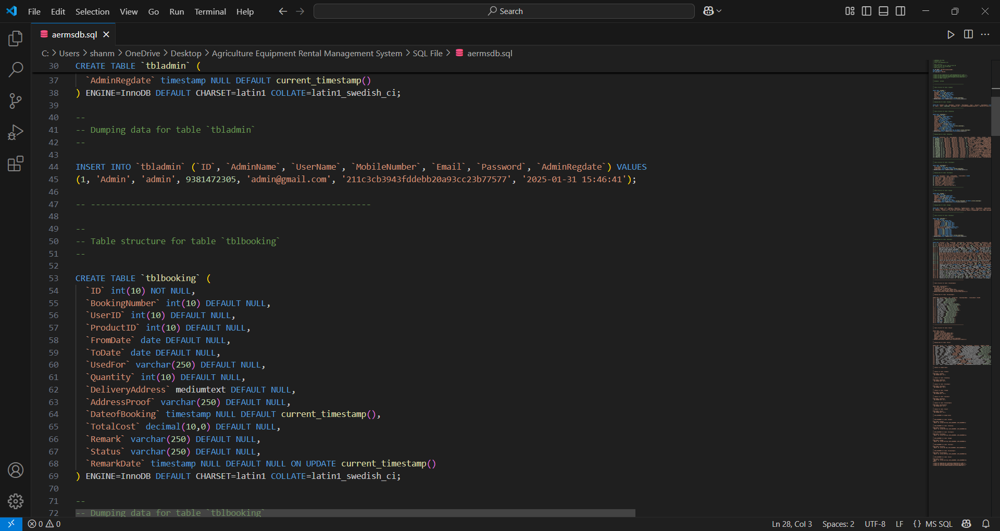 File Edit Selection View Go Run Terminal Help
Search
aermsdb.sql
C: > Users > shanm > OneDrive > Desktop > Agriculture Equipment Rental Management System > SQL File > aermsdb.sql
30 CREATE TABLE `tbladmin` (
37 `AdminRegdate` timestamp NULL DEFAULT current_timestamp()
38 ) ENGINE=InnoDB DEFAULT CHARSET=latin1 COLLATE=latin1_swedish_ci;
39
40 --
41 -- Dumping data for table `tbladmin`
42 --
43
44 INSERT INTO `tbladmin` (`ID`, `AdminName`, `UserName`, `MobileNumber`, `Email`, `Password`, `AdminRegdate`) VALUES
45 (1, 'Admin', 'admin', 9381472305, 'admin@gmail.com', '211c3cb3943fddebb20a93cc23b77577', '2025-01-31 15:46:41');
46
47 -- --------------------------------------------------------
48
49 --
50 -- Table structure for table `tblbooking`
51 --
52
53 CREATE TABLE `tblbooking` (
54 `ID` int(10) NOT NULL,
55 `BookingNumber` int(10) DEFAULT NULL,
56 `UserID` int(10) DEFAULT NULL,
57 `ProductID` int(10) DEFAULT NULL,
58 `FromDate` date DEFAULT NULL,
59 `ToDate` date DEFAULT NULL,
60 `UsedFor` varchar(250) DEFAULT NULL,
61 `Quantity` int(10) DEFAULT NULL,
62 `DeliveryAddress` mediumtext DEFAULT NULL,
63 `AddressProof` varchar(250) DEFAULT NULL,
64 `DateofBooking` timestamp NULL DEFAULT current_timestamp(),
65 `TotalCost` decimal(10,0) DEFAULT NULL,
66 `Remark` varchar(250) DEFAULT NULL,
67 `Status` varchar(250) DEFAULT NULL,
68 `RemarkDate` timestamp NULL DEFAULT NULL ON UPDATE current_timestamp()
69 ) ENGINE=InnoDB DEFAULT CHARSET=latin1 COLLATE=latin1_swedish_ci;
70
71 --
72 -- Dumping data for table `tblbooking`
0 0 Ln 28, Col 3 Spaces: 2 UTF-8 LF {} MS SQL